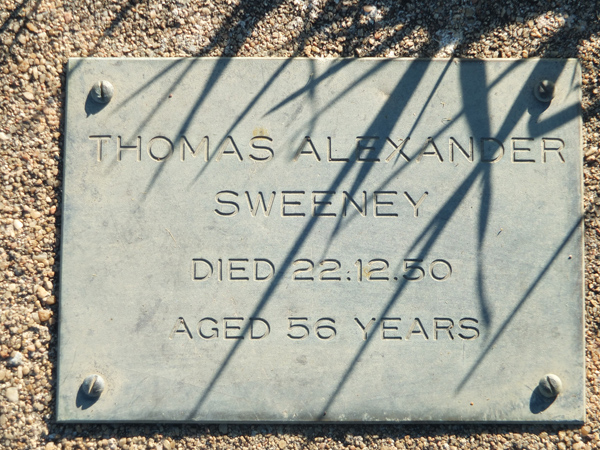 THOMAS ALEXANDER
SWEENEY
DIED 22.12.50
AGED 56 YEARS